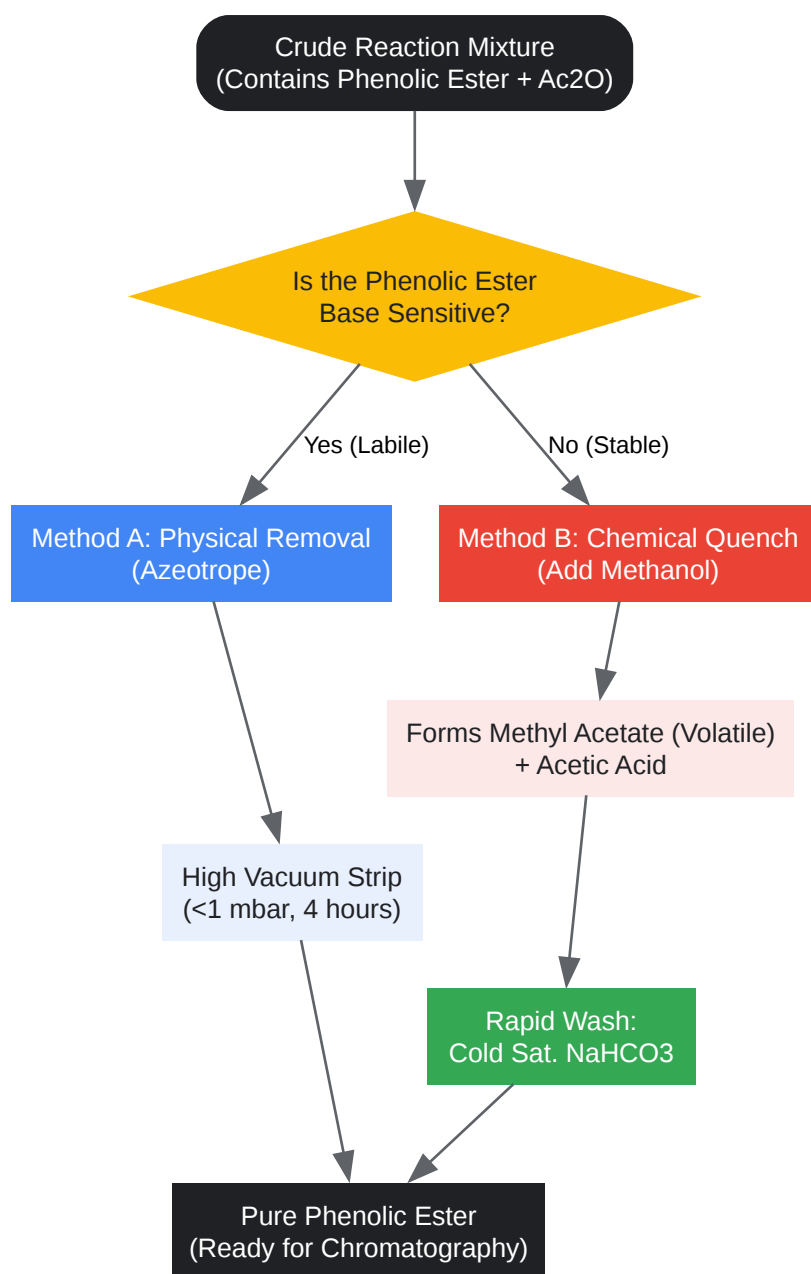 Crude Reaction Mixture
(Contains Phenolic Ester + Ac2O)
Is the Phenolic Ester
Base Sensitive?
Yes (Labile)
No (Stable)
Method A: Physical Removal
(Azeotrope)
Method B: Chemical Quench
(Add Methanol)
Forms Methyl Acetate (Volatile)
+ Acetic Acid
High Vacuum Strip
(<1 mbar, 4 hours)
Rapid Wash:
Cold Sat. NaHCO3
Pure Phenolic Ester
(Ready for Chromatography)